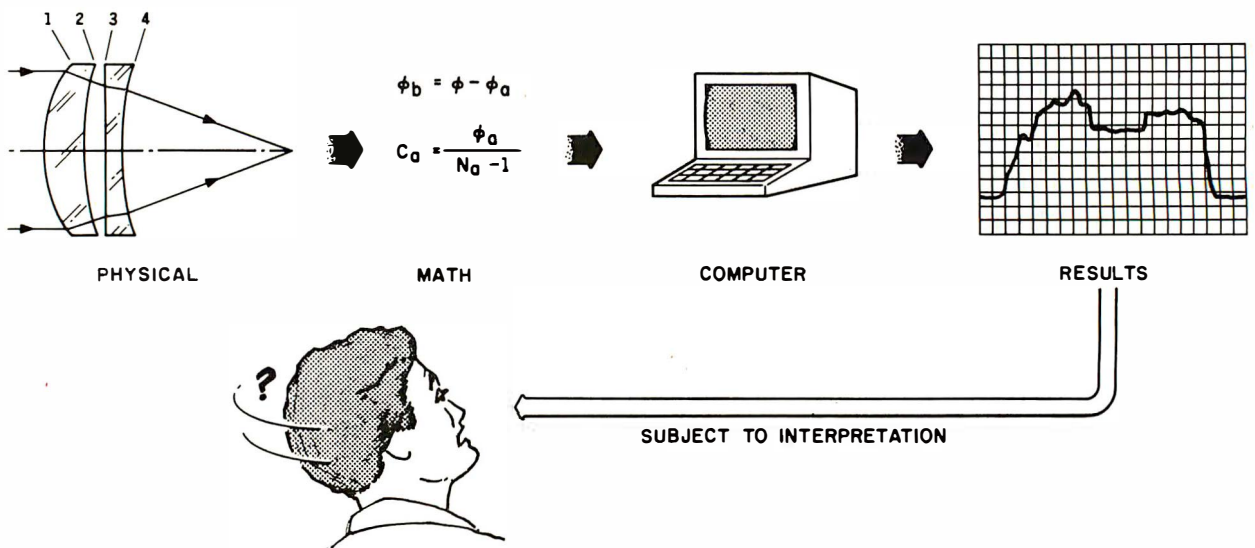 1 2 3 4
ϕb = ϕ - ϕa
Ca = ϕa / Na - 1
PHYSICAL MATH COMPUTER RESULTS
?
SUBJECT TO INTERPRETATION